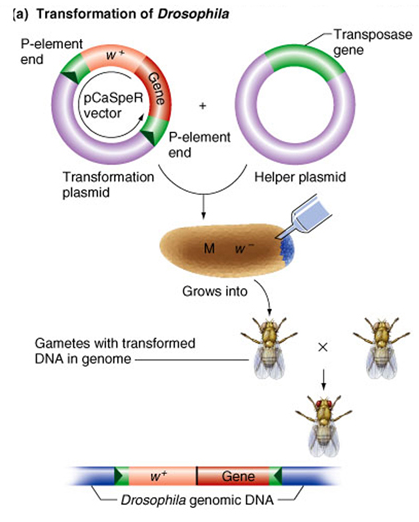 (a) Transformation of Drosophila
P-element
end
w+
Gene
pCaSpeR
vector
P-element
end
Transformation
plasmid
+
Transposase
gene
Helper plasmid
M w−
Grows into
Gametes with transformed
DNA in genome
×
w+ Gene
Drosophila genomic DNA